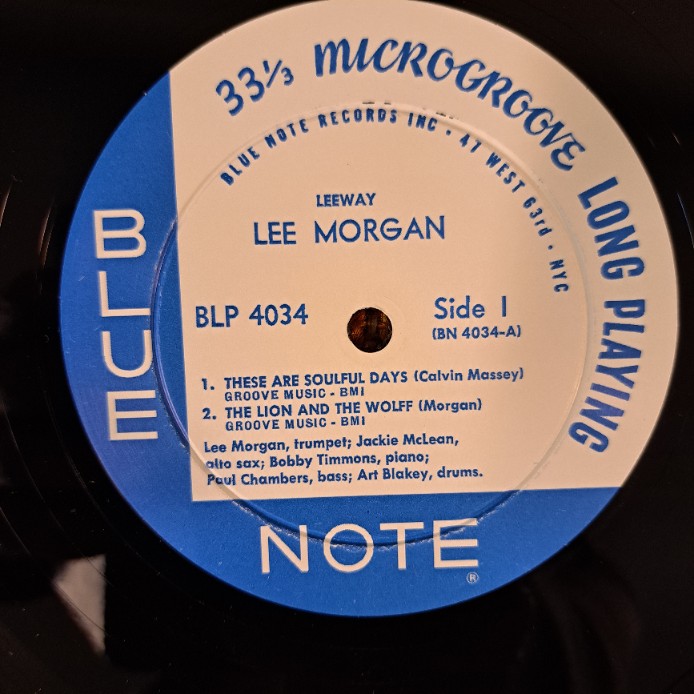 33⅓ MICROGROOVE LONG PLAYING
BLUE NOTE RECORDS INC • 47 WEST 63rd • NYC
LEEWAY
LEE MORGAN
BLP 4034
Side 1
(BN 4034-A)
1. THESE ARE SOULFUL DAYS (Calvin Massey)
GROOVE MUSIC - BMI
2. THE LION AND THE WOLFF (Morgan)
GROOVE MUSIC - BMI
Lee Morgan, trumpet; Jackie McLean,
alto sax; Bobby Timmons, piano;
Paul Chambers, bass; Art Blakey, drums.
BLUE
NOTE
®